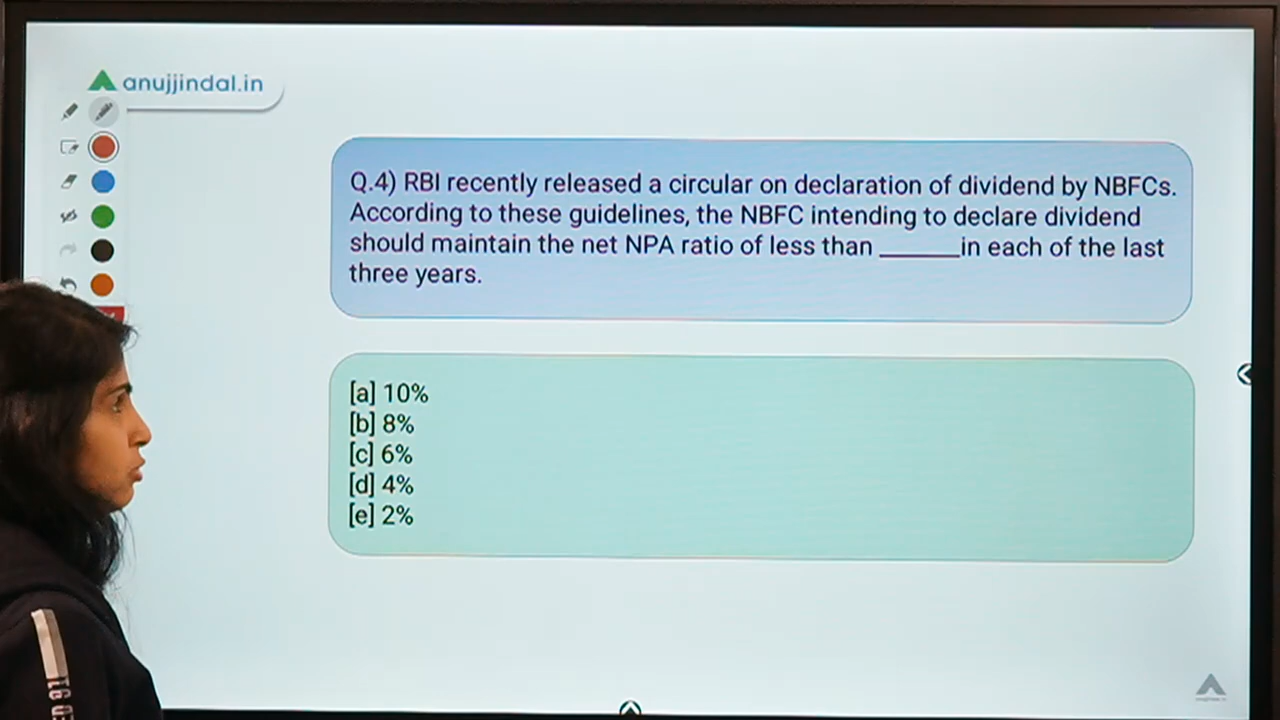 anujjindal.in
Q.4) RBI recently released a circular on declaration of dividend by NBFCs.
According to these guidelines, the NBFC intending to declare dividend
should maintain the net NPA ratio of less than ______in each of the last
three years.
[a] 10%
[b] 8%
[c] 6%
[d] 4%
[e] 2%